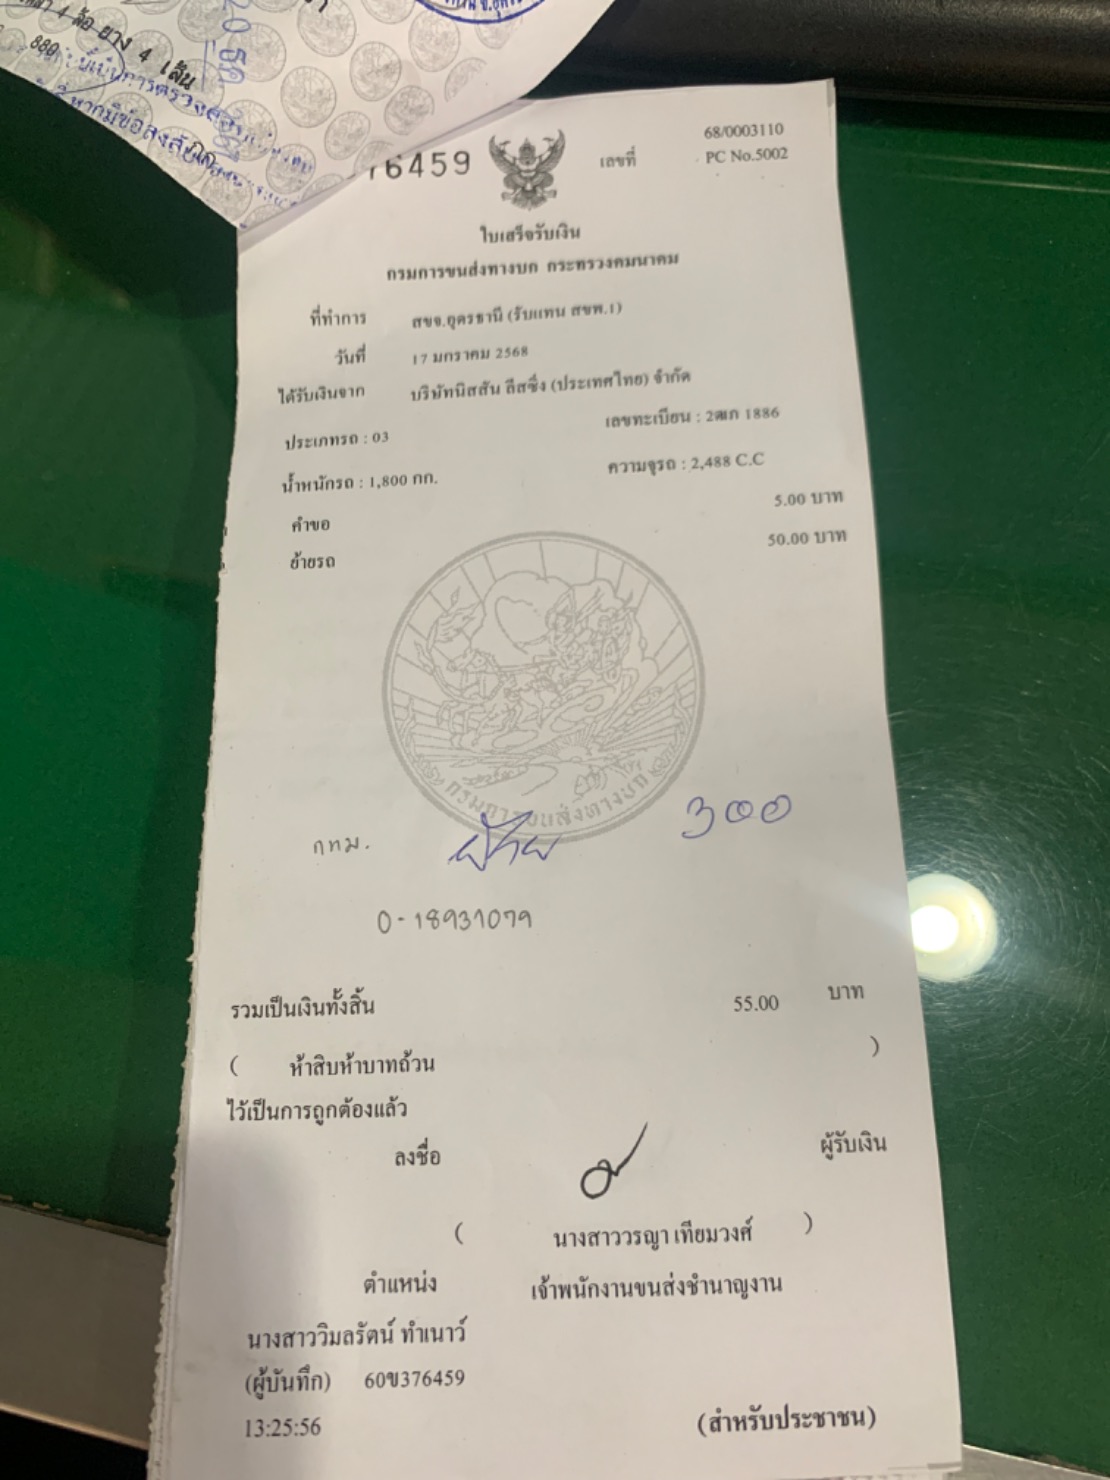 4 ล้อ ยาง 4 เส้น
880
76459
เลขที่
68/0003110
PC No.5002
ใบเสร็จรับเงิน
กรมการขนส่งทางบก กระทรวงคมนาคม
ที่ทำการ สขจ.อุดรธานี (รับแทน สขพ.1)
วันที่ 17 มกราคม 2568
ได้รับเงินจาก บริษัทนิสสัน ลีสซิ่ง (ประเทศไทย) จำกัด
ประเภทรถ : 03 เลขทะเบียน : 2ฒภ 1886
น้ำหนักรถ : 1,800 กก. ความจุรถ : 2,488 C.C
คำขอ 5.00 บาท
ย้ายรถ 50.00 บาท
กรมการขนส่งทางบก
กทม. ย้าย 300
0-18931079
รวมเป็นเงินทั้งสิ้น 55.00 บาท
( ห้าสิบห้าบาทถ้วน )
ไว้เป็นการถูกต้องแล้ว
ลงชื่อ ผู้รับเงิน
( นางสาววรญา เทียมวงศ์ )
ตำแหน่ง เจ้าพนักงานขนส่งชำนาญงาน
นางสาววิมลรัตน์ ทำเนาว์
(ผู้บันทึก) 60ข376459
13:25:56 (สำหรับประชาชน)